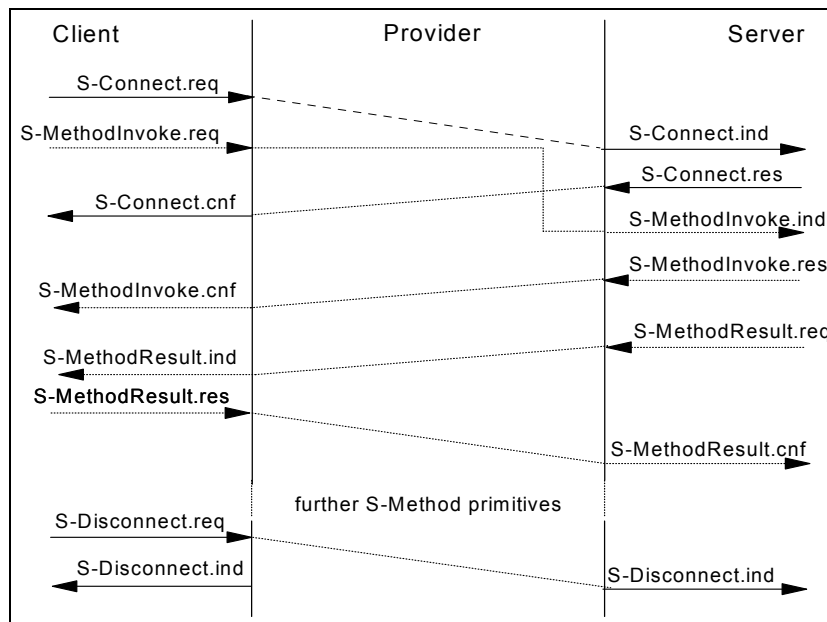 Client Provider Server
S-Connect.req
S-MethodInvoke.req
S-Connect.ind
S-Connect.res
S-Connect.cnf
S-MethodInvoke.ind
S-MethodInvoke.res
S-MethodInvoke.cnf
S-MethodResult.req
S-MethodResult.ind
S-MethodResult.res
S-MethodResult.cnf
further S-Method primitives
S-Disconnect.req
S-Disconnect.ind
S-Disconnect.ind